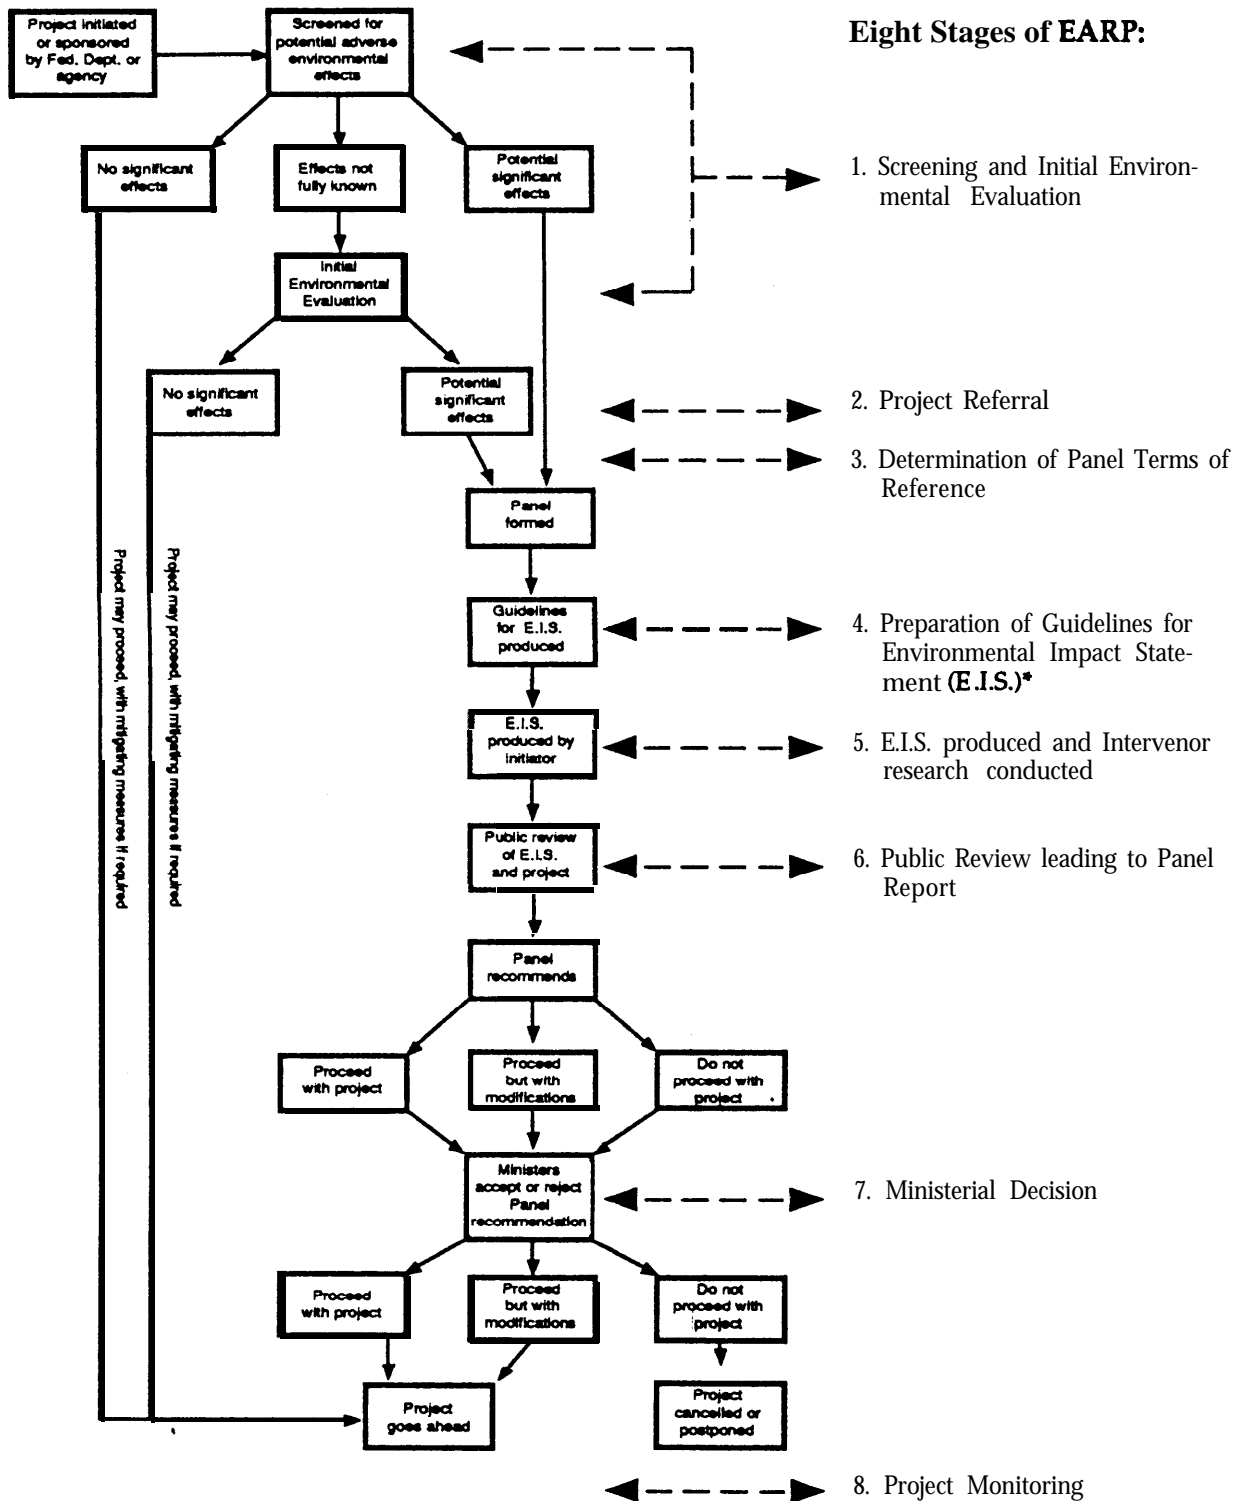 Project initiated
or sponsored
by Fed. Dept. or
agency
Screened for
potential adverse
environmental
effects
Eight Stages of EARP:
No significant
effects
Effects not
fully known
Potential
significant
effects
1. Screening and Initial Environ-
mental Evaluation
Initial
Environmental
Evaluation
No significant
effects
Potential
significant
effects
2. Project Referral
3. Determination of Panel Terms of
Reference
Panel
formed
Project may proceed, with mitigating measures if required
Project may proceed, with mitigating measures if required
Guidelines
for E.I.S.
produced
4. Preparation of Guidelines for
Environmental Impact State-
ment (E.I.S.)*
E.I.S.
produced by
initiator
5. E.I.S. produced and Intervenor
research conducted
Public review
of E.I.S.
and project
6. Public Review leading to Panel
Report
Panel
recommends
Proceed
with project
Proceed
but with
modifications
Do not
proceed with
project
Ministers
accept or reject
Panel
recommendation
7. Ministerial Decision
Proceed
with project
Proceed
but with
modifications
Do not
proceed with
project
Project
goes ahead
Project
cancelled or
postponed
8. Project Monitoring